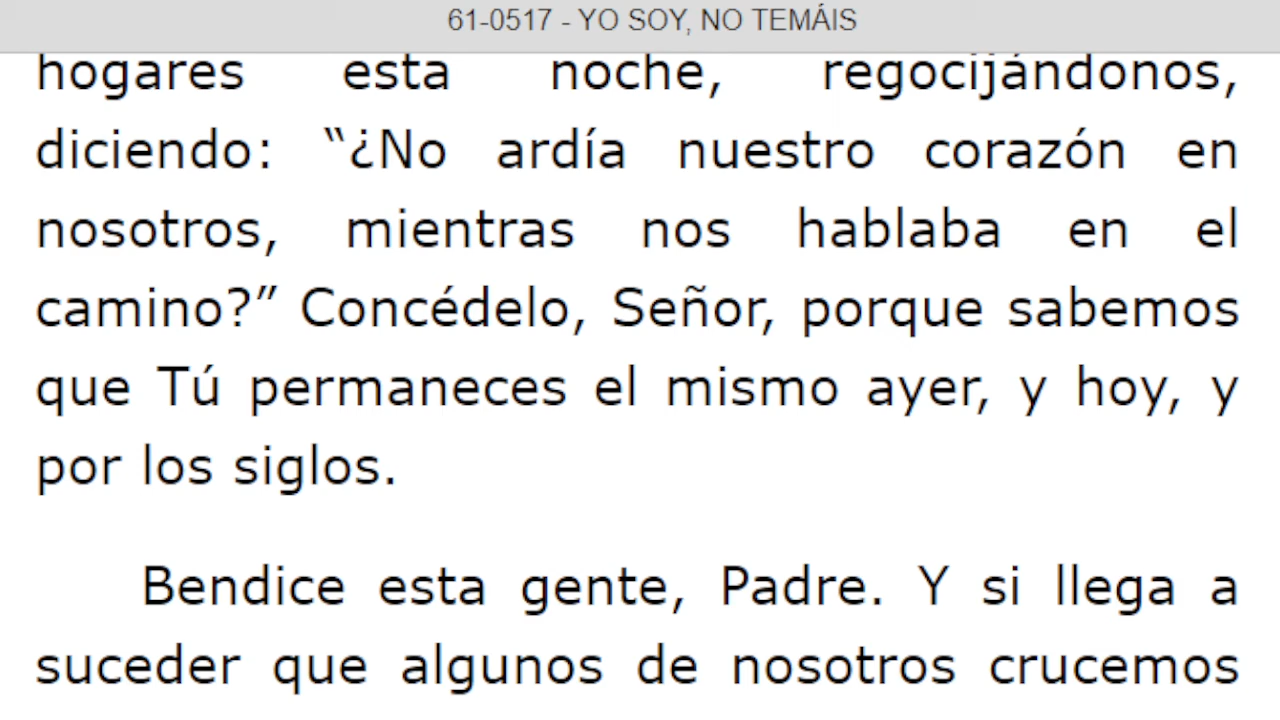 61-0517 - YO SOY, NO TEMÁIS
hogares esta noche, regocijándonos,
diciendo: “¿No ardía nuestro corazón en
nosotros, mientras nos hablaba en el
camino?” Concédelo, Señor, porque sabemos
que Tú permaneces el mismo ayer, y hoy, y
por los siglos.
Bendice esta gente, Padre. Y si llega a
suceder que algunos de nosotros crucemos